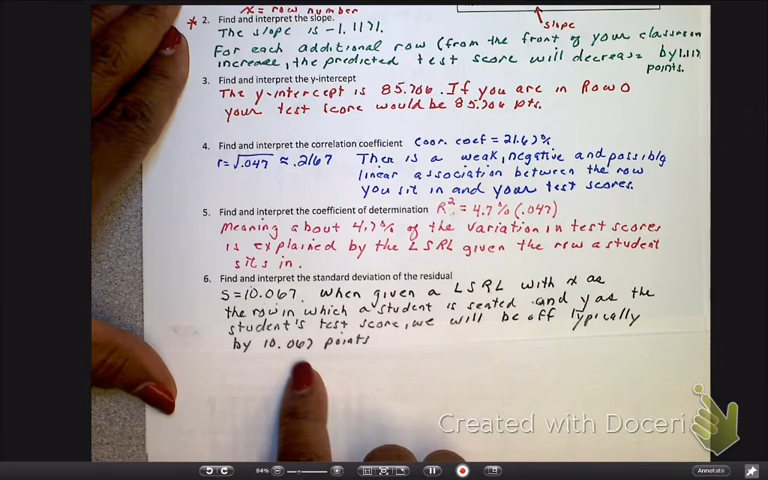 x = row number
slope
* 2. Find and interpret the slope.
The slope is -1.1171.
For each additional row (from the front of your classroom
increase, the predicted test score will decrease by 1.117
points.
3. Find and interpret the y-intercept
The y-intercept is 85.706. If you are in Row 0
your test score would be 85.706 pts.
4. Find and interpret the correlation coefficient Coor. coef = 21.67%
r = √.047 ≈ .2167 There is a weak, negative and possibly
linear association between the row
you sit in and your test scores.
5. Find and interpret the coefficient of determination R² = 4.7% (.047)
Meaning about 4.7% of the variation in test scores
is explained by the LSRL given the row a student
sits in.
6. Find and interpret the standard deviation of the residual
S = 10.067. When given a LSRL with x as
the row in which a student is seated and y as the
student's test score, we will be off typically
by 10.067 points
Created with Doceri
84%
Annotate